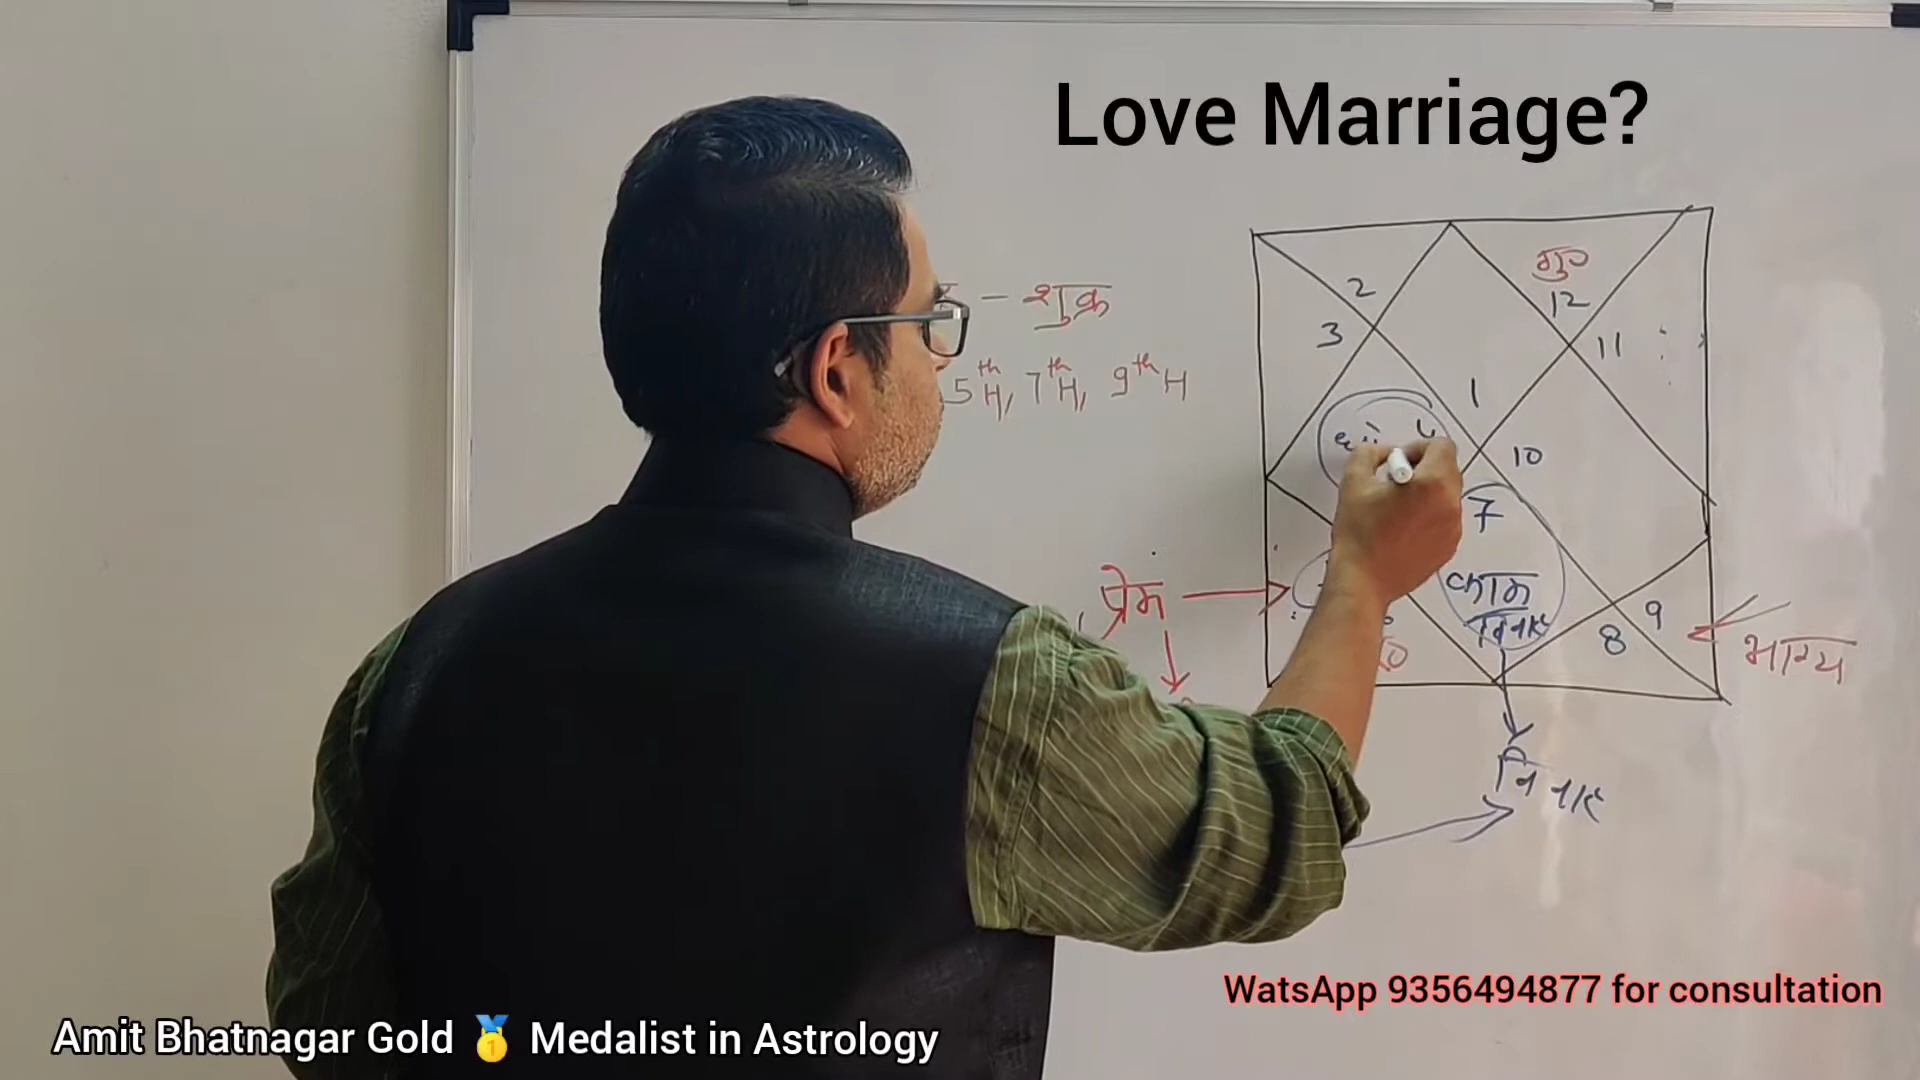 Love Marriage?
- शुक्र
5th H, 7th H, 9th H
2
12
3
11
1
10
7
प्रेम
काम
विवाह
9
8
भाग्य
विवाह
WatsApp 9356494877 for consultation
Amit Bhatnagar Gold 🥇 Medalist in Astrology